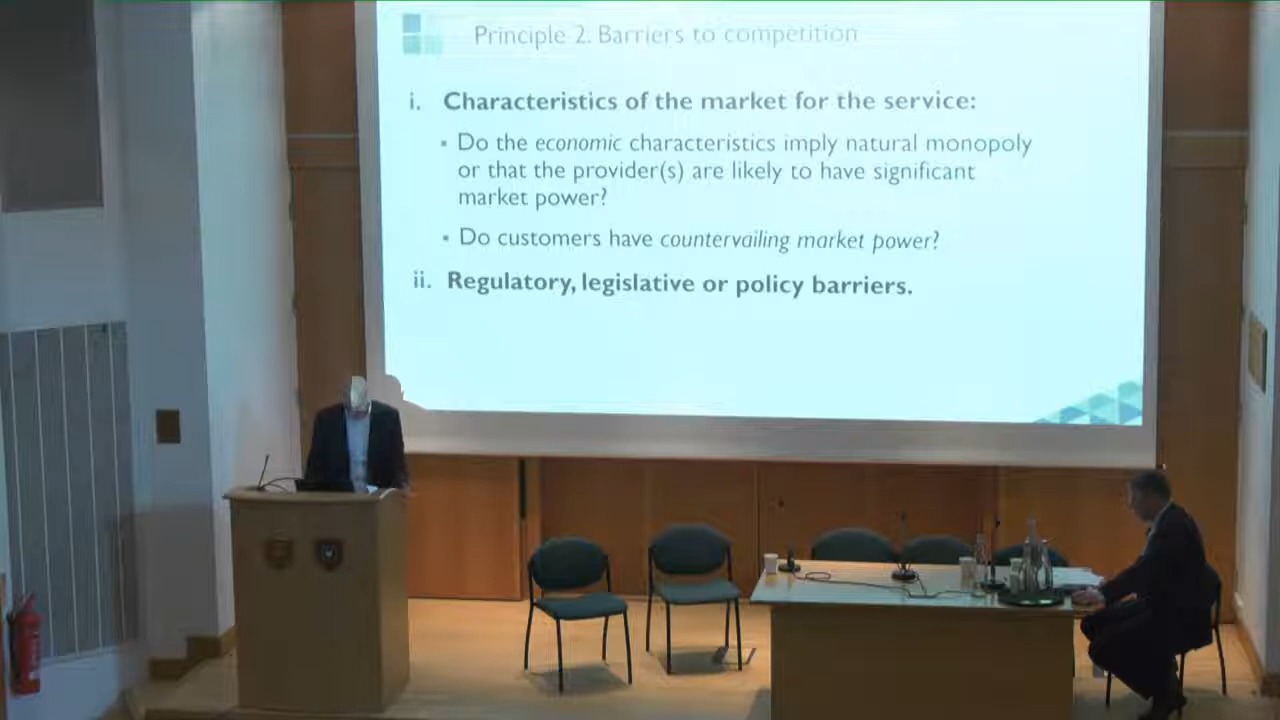 Principle 2. Barriers to competition
i. Characteristics of the market for the service:
▪ Do the economic characteristics imply natural monopoly
or that the provider(s) are likely to have significant
market power?
▪ Do customers have countervailing market power?
ii. Regulatory, legislative or policy barriers.